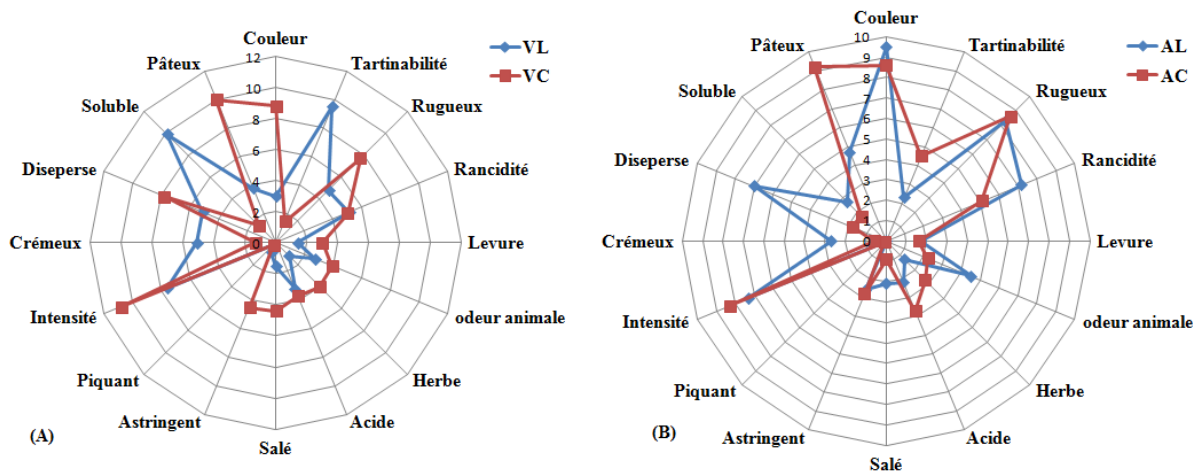 Couleur
Tartinabilité
Rugueux
Rancidité
Levure
odeur animale
Herbe
Acide
Salé
Astringent
Piquant
Intensité
Crémeux
Diseperse
Soluble
Pâteux
12
10
8
6
4
2
0
VL
VC
(A)
Couleur
Tartinabilité
Rugueux
Rancidité
Levure
odeur animale
Herbe
Acide
Salé
Astringent
Piquant
Intensité
Crémeux
Diseperse
Soluble
Pâteux
10
9
8
7
6
5
4
3
2
1
0
AL
AC
(B)